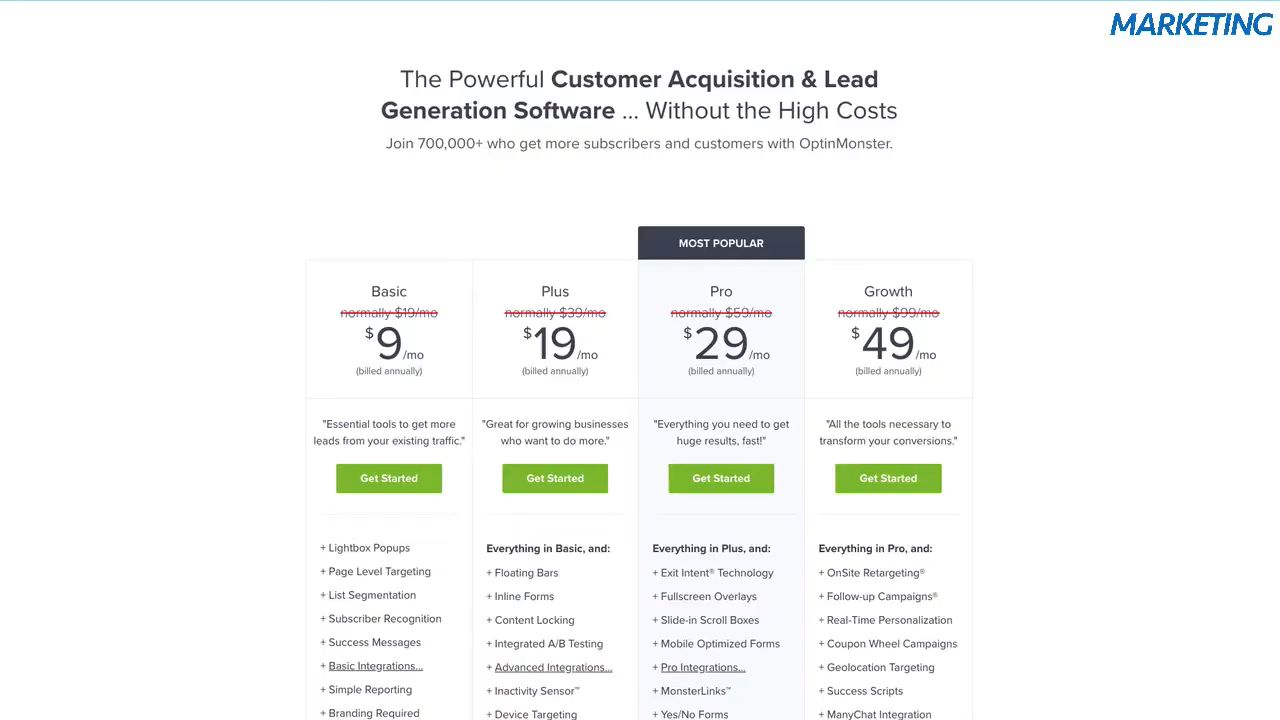 MARKETING
The Powerful Customer Acquisition & Lead
Generation Software ... Without the High Costs
Join 700,000+ who get more subscribers and customers with OptinMonster.
MOST POPULAR
Basic
normally $19/mo
$9/mo
(billed annually)
"Essential tools to get more
leads from your existing traffic."
Get Started
+ Lightbox Popups
+ Page Level Targeting
+ List Segmentation
+ Subscriber Recognition
+ Success Messages
+ Basic Integrations...
+ Simple Reporting
+ Branding Required
Plus
normally $39/mo
$19/mo
(billed annually)
"Great for growing businesses
who want to do more."
Get Started
Everything in Basic, and:
+ Floating Bars
+ Inline Forms
+ Content Locking
+ Integrated A/B Testing
+ Advanced Integrations...
+ Inactivity Sensor™
+ Device Targeting
Pro
normally $59/mo
$29/mo
(billed annually)
"Everything you need to get
huge results, fast!"
Get Started
Everything in Plus, and:
+ Exit Intent® Technology
+ Fullscreen Overlays
+ Slide-in Scroll Boxes
+ Mobile Optimized Forms
+ Pro Integrations...
+ MonsterLinks™
+ Yes/No Forms
Growth
normally $99/mo
$49/mo
(billed annually)
"All the tools necessary to
transform your conversions."
Get Started
Everything in Pro, and:
+ OnSite Retargeting®
+ Follow-up Campaigns®
+ Real-Time Personalization
+ Coupon Wheel Campaigns
+ Geolocation Targeting
+ Success Scripts
+ ManyChat Integration